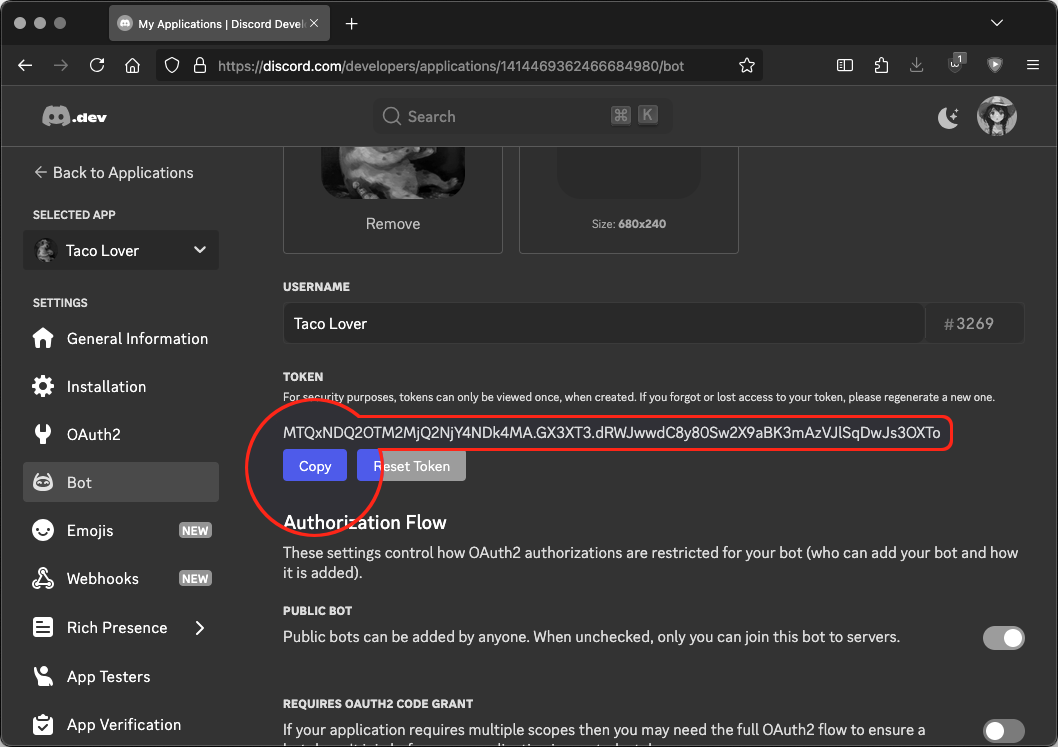 My Applications | Discord Devel
https://discord.com/developers/applications/1414469362466684980/bot
1
.dev
Search
⌘ K
Back to Applications
SELECTED APP
Taco Lover
SETTINGS
General Information
Installation
OAuth2
Bot
Emojis NEW
Webhooks NEW
Rich Presence
App Testers
App Verification
Remove
Size: 680x240
USERNAME
Taco Lover #3269
TOKEN
For security purposes, tokens can only be viewed once, when created. If you forgot or lost access to your token, please regenerate a new one.
MTQxNDQ2OTM2MjQ2NjY4NDk4MA.GX3XT3.dRWJwwdC8y80Sw2X9aBK3mAzVJlSqDwJs3OXTo
Copy Reset Token
Authorization Flow
These settings control how OAuth2 authorizations are restricted for your bot (who can add your bot and how
it is added).
PUBLIC BOT
Public bots can be added by anyone. When unchecked, only you can join this bot to servers.
REQUIRES OAUTH2 CODE GRANT
If your application requires multiple scopes then you may need the full OAuth2 flow to ensure a